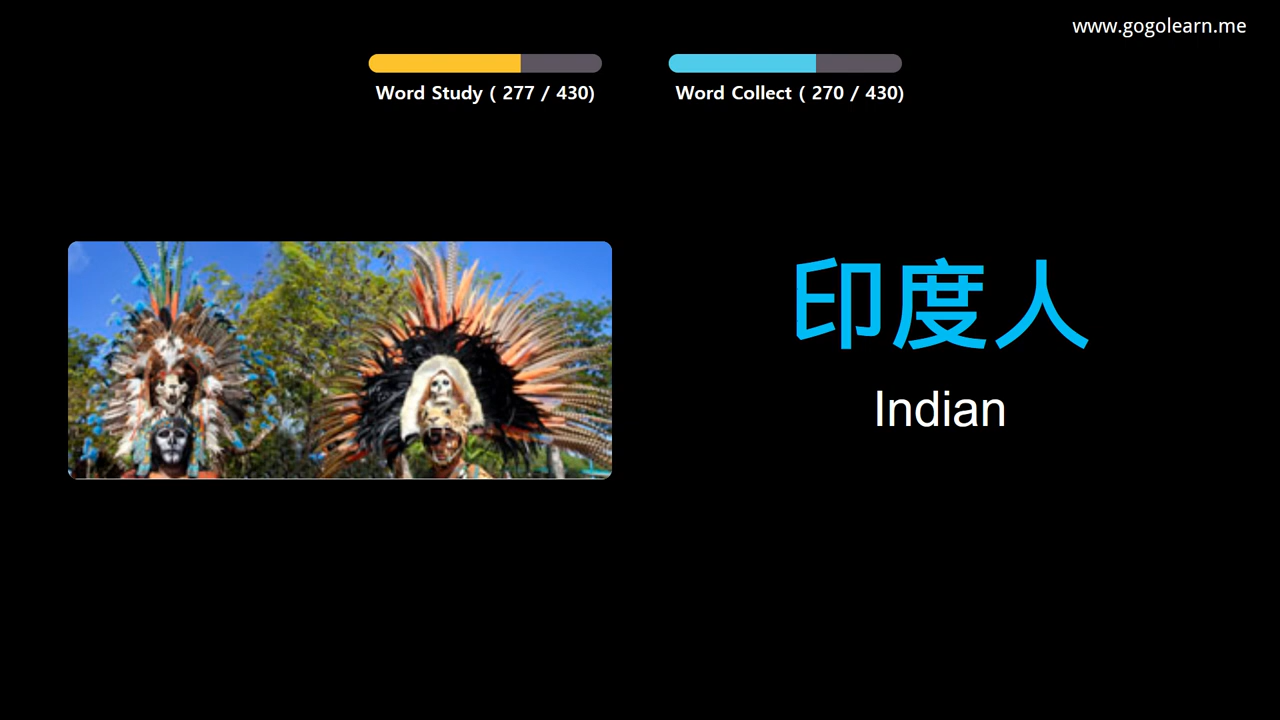 www.gogolearn.me
Word Study ( 277 / 430)
Word Collect ( 270 / 430)
印度人
Indian